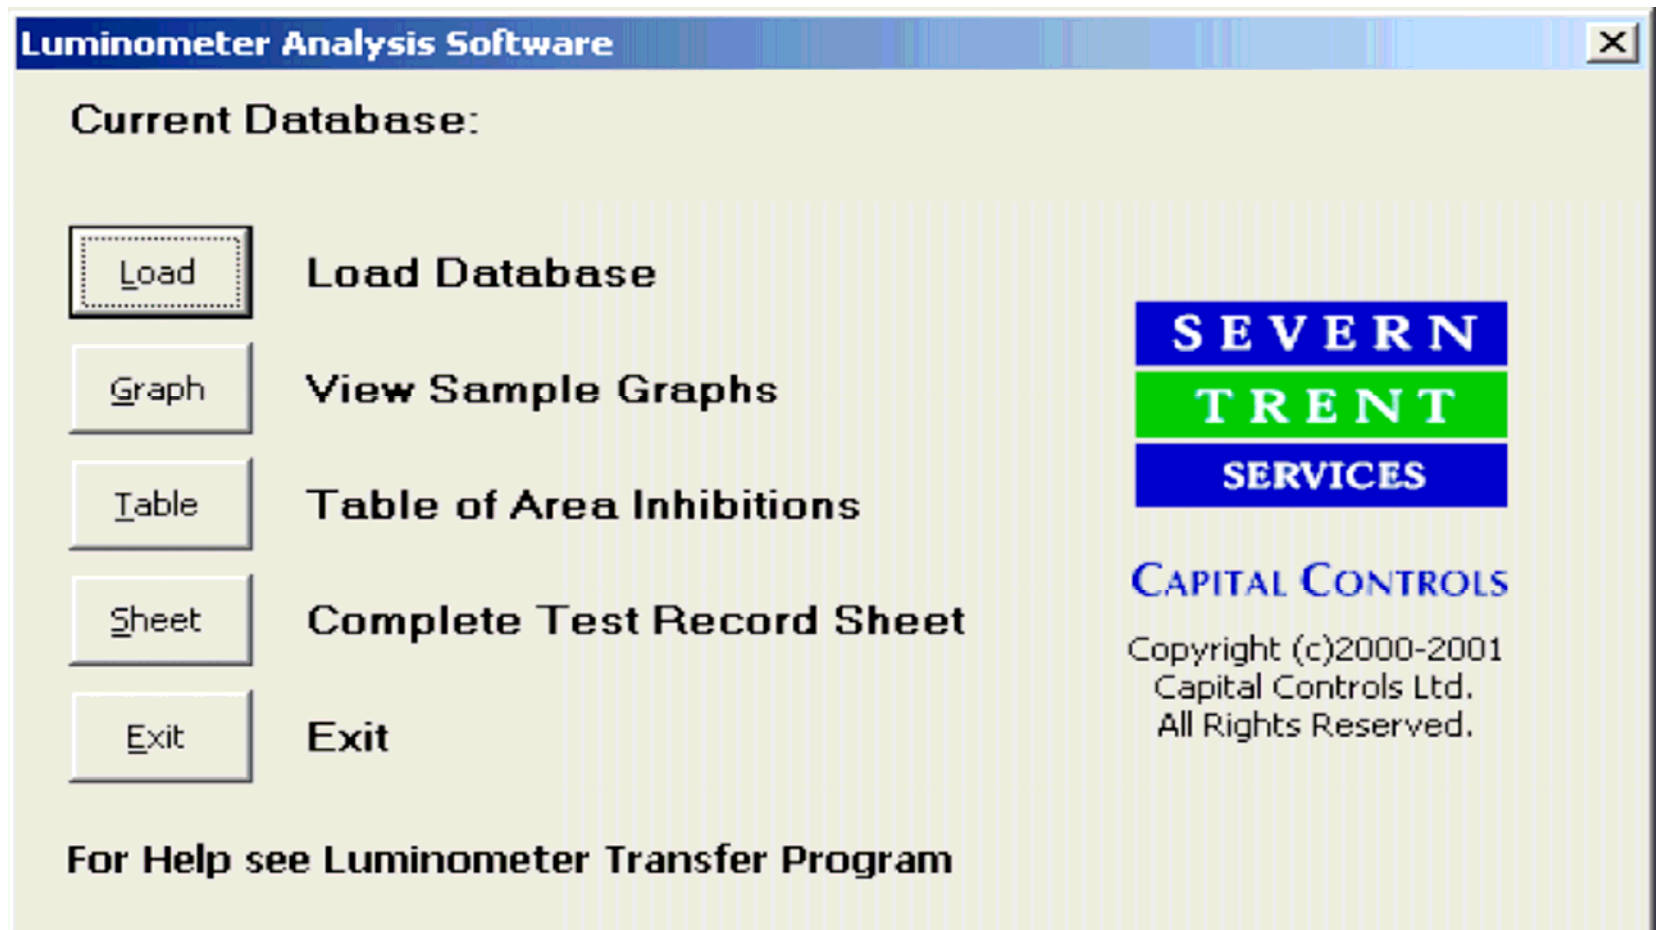 Luminometer Analysis Software
Current Database:
Load Load Database
Graph View Sample Graphs
Table Table of Area Inhibitions
Sheet Complete Test Record Sheet
Exit Exit
For Help see Luminometer Transfer Program
SEVERN
TRENT
SERVICES
CAPITAL CONTROLS
Copyright (c)2000-2001
Capital Controls Ltd.
All Rights Reserved.